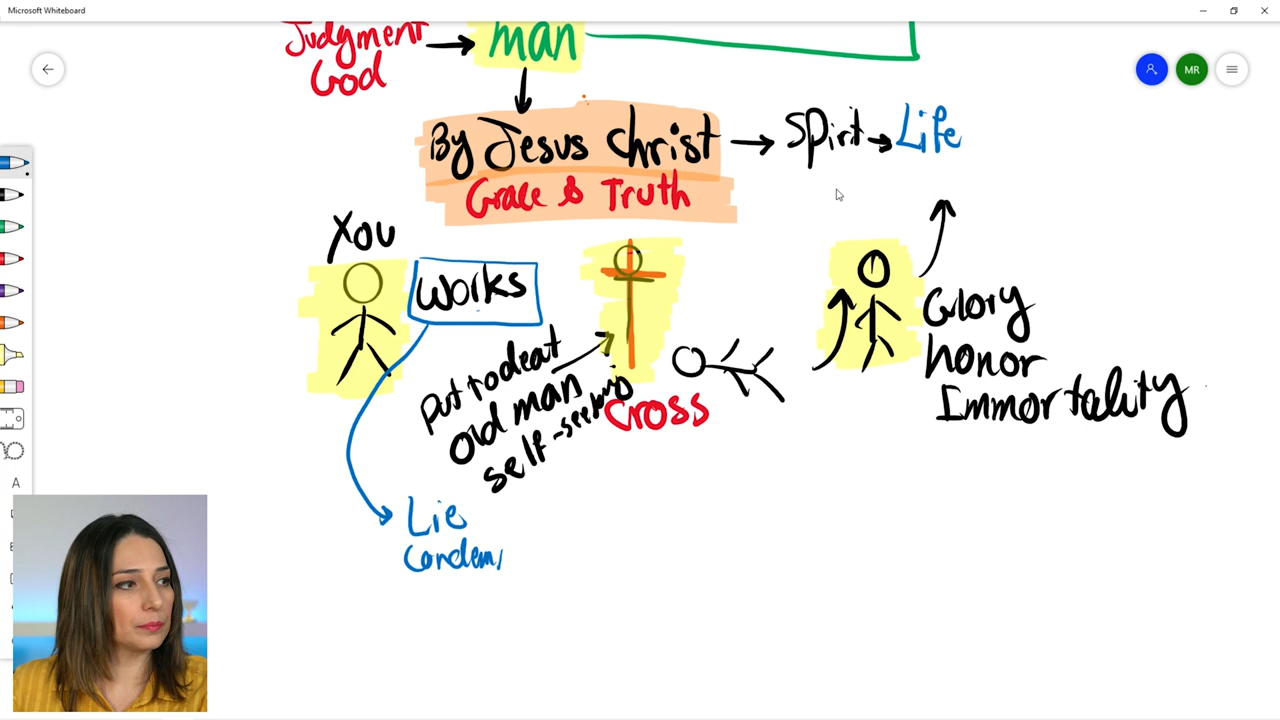 Microsoft Whiteboard
Judgment
God
man
MR
By Jesus Christ
Spirit
Life
Grace & Truth
You
Works
Put to deat
old man
self-seeking
Cross
Glory
honor
Immortality
Lie
Condem
A